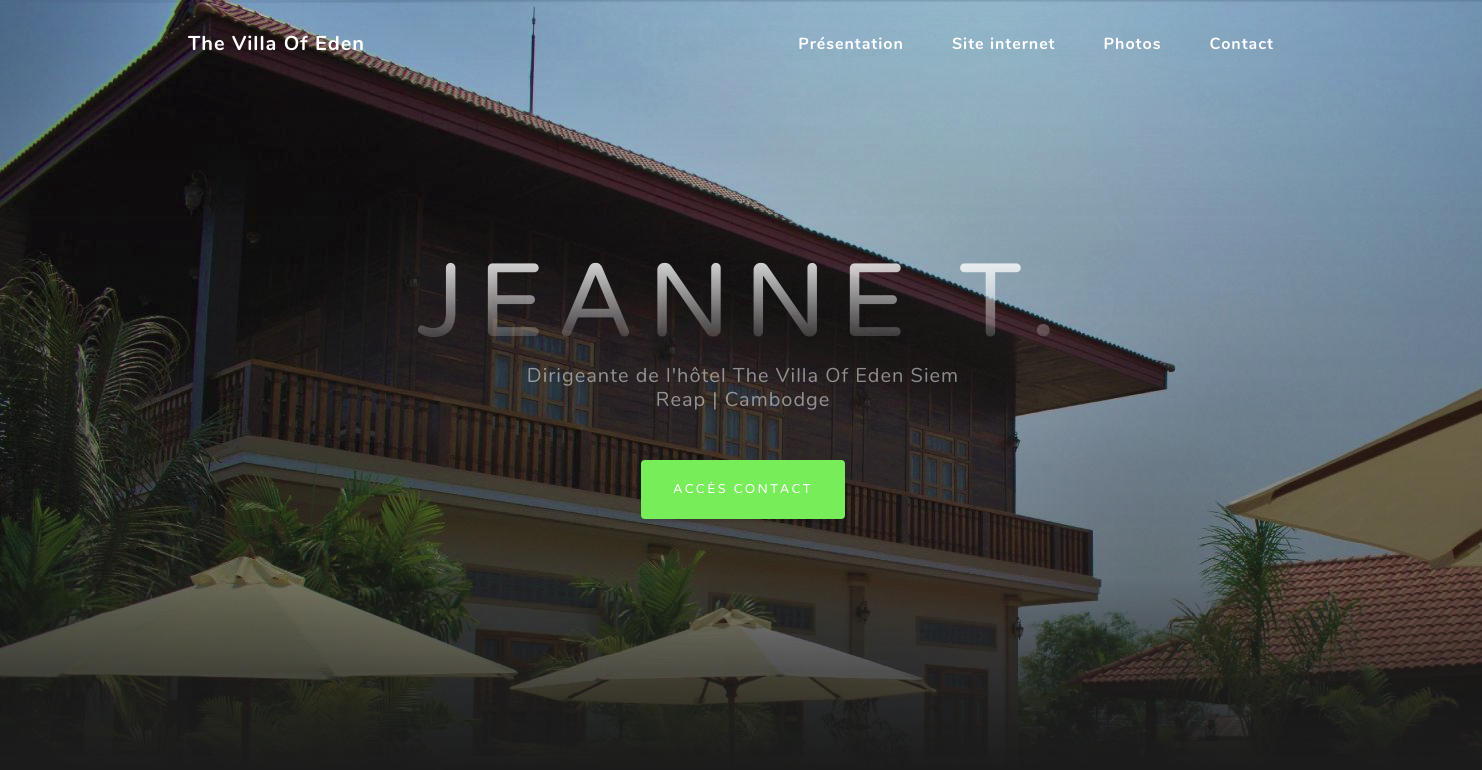 The Villa Of Eden
Présentation
Site internet
Photos
Contact
JEANNE T.
Dirigeante de l'hôtel The Villa Of Eden Siem
Reap | Cambodge
ACCÈS CONTACT